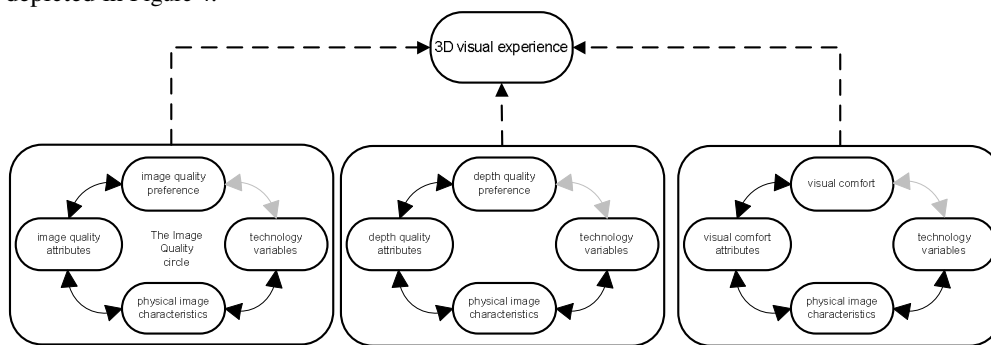 depicted in Figure 4.
3D visual experience
image quality
preference
image quality
attributes
The Image
Quality
circle
technology
variables
physical image
characteristics
depth quality
preference
depth quality
attributes
technology
variables
physical image
characteristics
visual comfort
visual comfort
attributes
technology
variables
physical image
characteristics